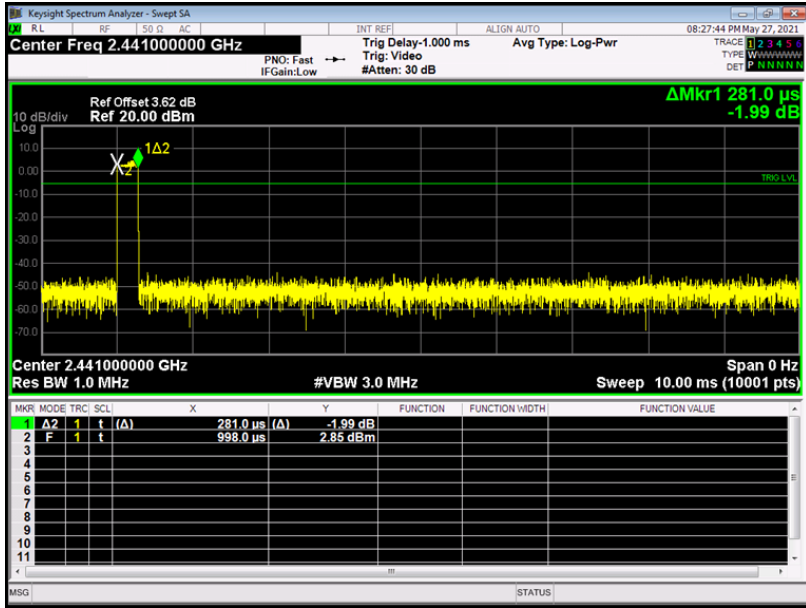 Keysight Spectrum Analyzer - Swept SA
LXI RL RF 50 Ω AC INT REF ALIGN AUTO 08:27:44 PM May 27, 2021
Center Freq 2.441000000 GHz
PNO: Fast
IFGain:Low
Trig Delay-1.000 ms
Trig: Video
#Atten: 30 dB
Avg Type: Log-Pwr
TRACE 1 2 3 4 5 6
TYPE WWWWWW
DET P N N N N N
ΔMkr1 281.0 µs
-1.99 dB
Ref Offset 3.62 dB
10 dB/div Ref 20.00 dBm
Log
10.0
0.00
-10.0
-20.0
-30.0
-40.0
-50.0
-60.0
-70.0
X2
1Δ2
TRIG LVL
Center 2.441000000 GHz Span 0 Hz
Res BW 1.0 MHz #VBW 3.0 MHz Sweep 10.00 ms (10001 pts)
MKR MODE TRC SCL X Y FUNCTION FUNCTION WIDTH FUNCTION VALUE
1 Δ2 1 t (Δ) 281.0 µs (Δ) -1.99 dB
2 F 1 t 998.0 µs 2.85 dBm
3
4
5
6
7
8
9
10
11
MSG STATUS